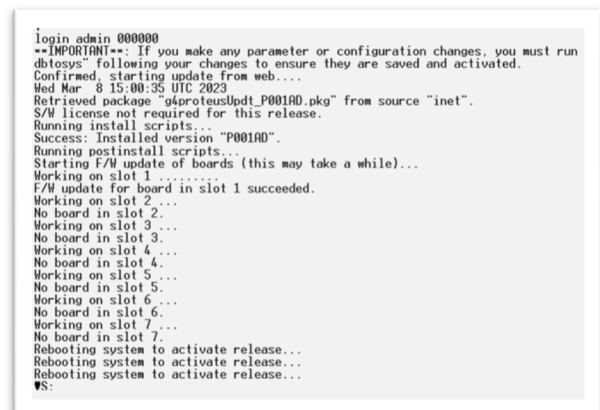 .
login admin 000000
**IMPORTANT**: If you make any parameter or configuration changes, you must run
dbtosys" following your changes to ensure they are saved and activated.
Confirmed, starting update from web....
Wed Mar  8 15:00:35 UTC 2023
Retrieved package "g4proteusUpdt_P001AD.pkg" from source "inet".
S/W license not required for this release.
Running install scripts...
Success: Installed version "P001AD".
Running postinstall scripts...
Starting F/W update of boards (this may take a while)...
Working on slot 1 .........
F/W update for board in slot 1 succeeded.
Working on slot 2 ...
No board in slot 2.
Working on slot 3 ...
No board in slot 3.
Working on slot 4 ...
No board in slot 4.
Working on slot 5 ...
No board in slot 5.
Working on slot 6 ...
No board in slot 6.
Working on slot 7 ...
No board in slot 7.
Rebooting system to activate release...
Rebooting system to activate release...
Rebooting system to activate release...
♥S: